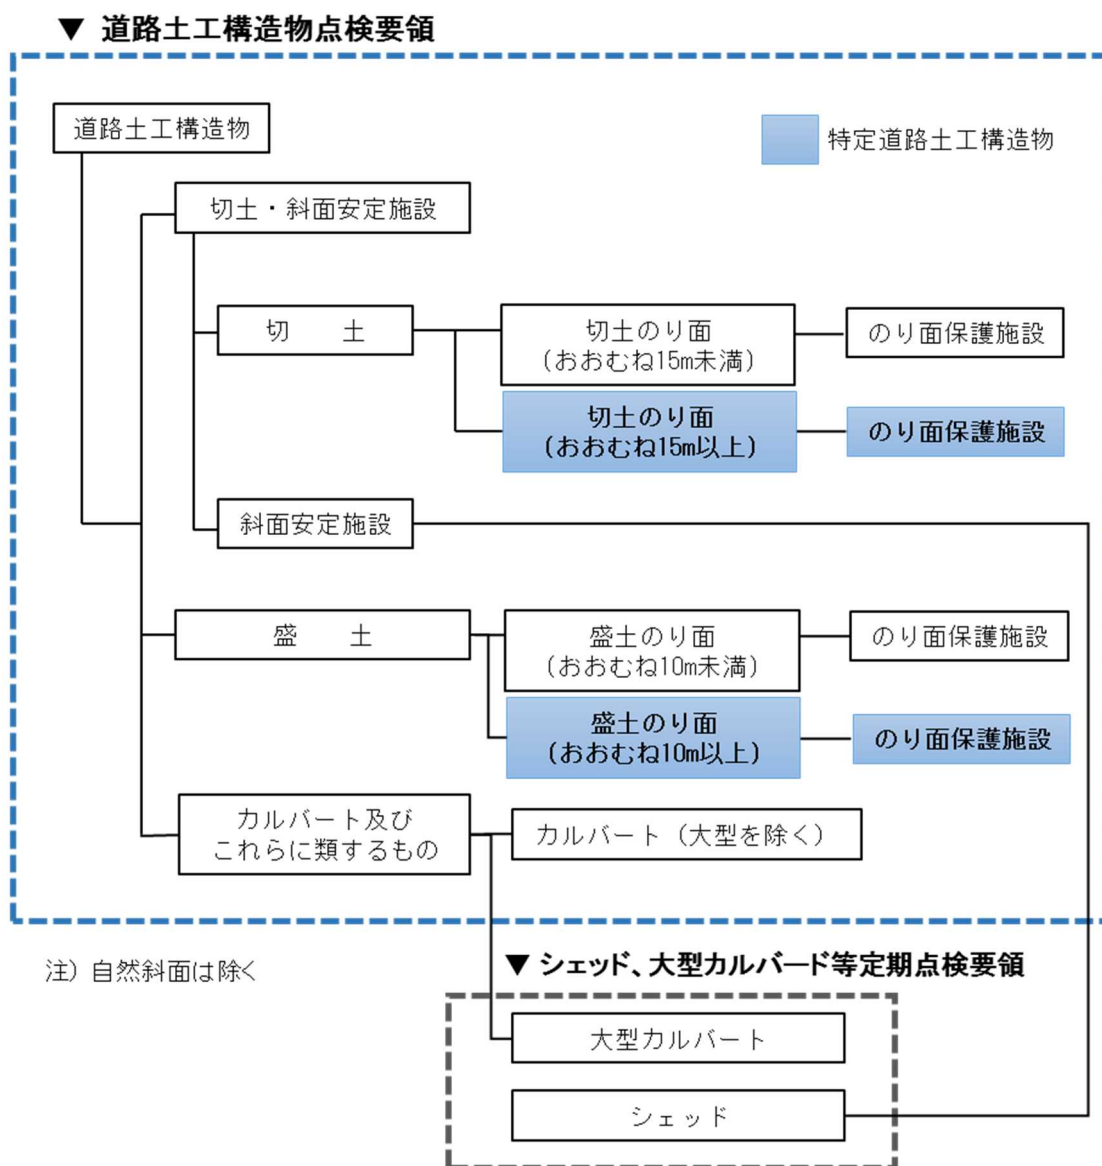 ▼ 道路土工構造物点検要領
道路土工構造物
特定道路土工構造物
切土・斜面安定施設
切　　土
切土のり面
(おおむね15m未満)
のり面保護施設
切土のり面
(おおむね15m以上)
のり面保護施設
斜面安定施設
盛　　土
盛土のり面
(おおむね10m未満)
のり面保護施設
盛土のり面
(おおむね10m以上)
のり面保護施設
カルバート及び
これらに類するもの
カルバート（大型を除く）
注）自然斜面は除く
▼ シェッド、大型カルバード等定期点検要領
大型カルバート
シェッド